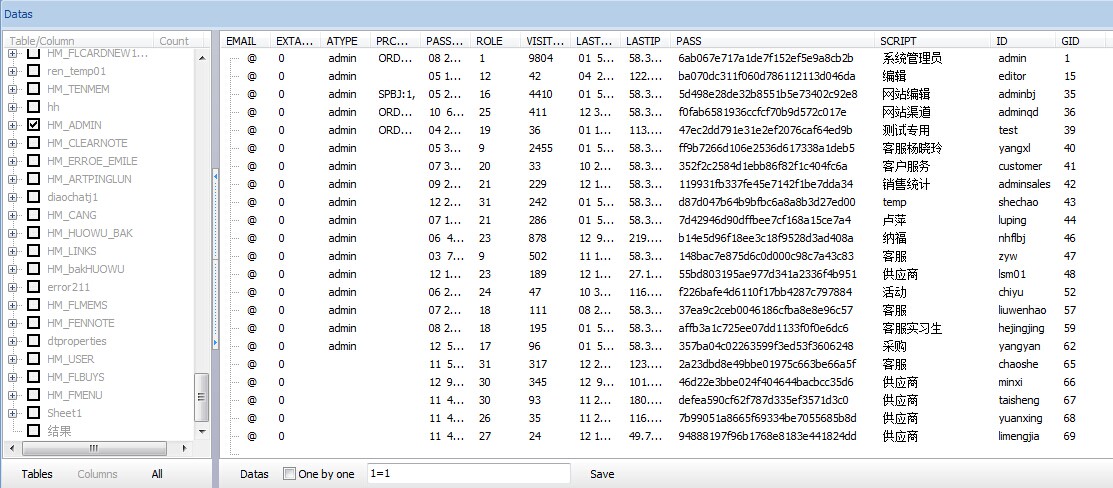 Datas
Table/Column Count
HM_FLCARDNEW1...
ren_temp01
HM_TENMEM
hh
HM_ADMIN
HM_CLEARNOTE
HM_ERROE_EMILE
HM_ARTPINGLUN
diaochatj1
HM_CANG
HM_HUOWU_BAK
HM_LINKS
HM_bakHUOWU
error211
HM_FLMEMS
HM_FENNOTE
dtproperties
HM_USER
HM_FLBUYS
HM_FMENU
Sheet1
结果
Tables Columns All
EMAIL EXTA... ATYPE PRC... PASS... ROLE VISIT... LAST... LASTIP PASS SCRIPT ID GID
@ 0 admin ORD... 08 2... 1 9804 01 5... 58.3... 6ab067e717a1de7f152ef5e9a8cb2b 系统管理员 admin 1
@ 0 admin 05 1... 12 42 04 2... 122.... ba070dc311f060d786112113d046da 编辑 editor 15
@ 0 admin SPBJ:1, 05 2... 16 4410 01 5... 58.3... 5d498e28de32b8551b5e73402c92e8 网站编辑 adminbj 35
@ 0 admin ORD... 10 6... 25 411 12 3... 58.3... f0fab6581936ccfcf70b9d572c017e 网站渠道 adminqd 36
@ 0 admin ORD... 04 2... 19 36 01 1... 113.... 47ec2dd791e31e2ef2076caf64ed9b 测试专用 test 39
@ 0 admin 05 3... 9 2455 01 5... 58.3... ff9b7266d106e2536d617338a1deb5 客服杨晓玲 yangxl 40
@ 0 admin 07 3... 20 33 10 2... 58.3... 352f2c2584d1ebb86f82f1c404fc6a 客户服务 customer 41
@ 0 admin 09 2... 21 229 12 1... 58.3... 119931fb337fe45e7142f1be7dda34 销售统计 adminsales 42
@ 0 admin 12 2... 31 242 01 5... 58.3... d87d047b64b9bfbc6a8a8b3d27ed00 temp shechao 43
@ 0 admin 07 1... 21 286 01 5... 58.3... 7d42946d90dffbee7cf168a15ce7a4 卢萍 luping 44
@ 0 admin 06 4... 23 878 12 9... 219.... b14e5d96f18ee3c18f9528d3ad408a 纳福 nhflbj 46
@ 0 admin 03 7... 9 502 11 1... 58.3... 148bac7e875d6c0d000c98c7a43c83 客服 zyw 47
@ 0 admin 12 1... 23 189 12 1... 27.1... 55bd803195ae977d341a2336f4b951 供应商 lsm01 48
@ 0 admin 06 2... 24 47 10 3... 116.... f226bafe4d6110f17bb4287c797884 活动 chiyu 52
@ 0 admin 07 2... 18 111 08 2... 58.3... 37ea9c2ceb0046186cfba8e8e96c57 客服 liuwenhao 57
@ 0 admin 08 2... 18 195 01 5... 58.3... affb3a1c725ee07dd1133f0f0e6dc6 客服实习生 hejingjing 59
@ 0 admin 12 5... 17 96 01 5... 58.3... 357ba04c02263599f3ed53f3606248 采购 yangyan 62
@ 0 11 5... 31 317 12 2... 123.... 2a23dbd8e49bbe01975c663be66a5f 客服 chaoshe 65
@ 0 12 2... 30 345 12 9... 101.... 46d22e3bbe024f404644bacbcc35d6 供应商 minxi 66
@ 0 11 4... 30 93 12 2... 180.... defea590cf62f787d335ef3571d3c0 供应商 taisheng 67
@ 0 11 4... 26 35 11 2... 116.... 7b99051a8665f69334be7055685b8d 供应商 yuanxing 68
@ 0 11 4... 27 24 12 1... 49.7... 94888197f96b1768e8183e441824dd 供应商 limengjia 69
Datas One by one 1=1 Save